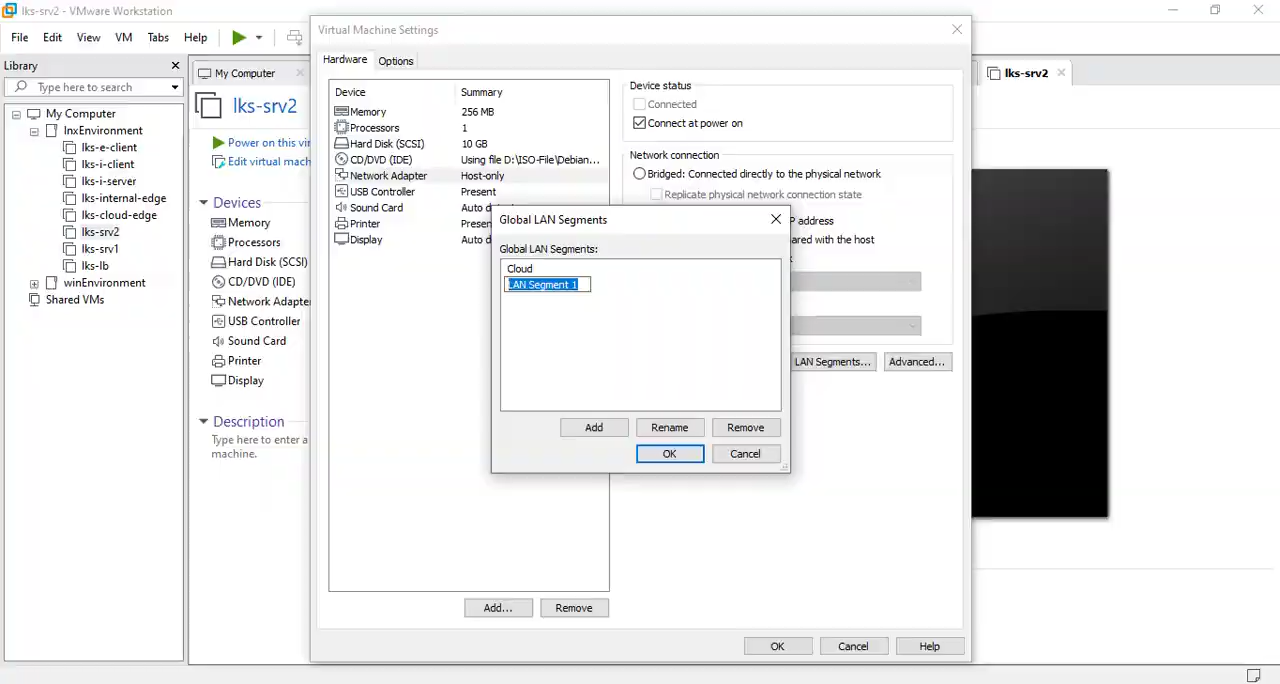 lks-srv2 - VMware Workstation
File Edit View VM Tabs Help
Library
Type here to search
My Computer
lnxEnvironment
lks-e-client
lks-i-client
lks-i-server
lks-internal-edge
lks-cloud-edge
lks-srv2
lks-srv1
lks-lb
winEnvironment
Shared VMs
My Computer
lks-srv2
lks-srv2
Power on this vi
Edit virtual mach
Devices
Memory
Processors
Hard Disk (SCSI)
CD/DVD (IDE)
Network Adapte
USB Controller
Sound Card
Printer
Display
Description
Type here to enter a
machine.
Virtual Machine Settings
Hardware Options
Device Summary
Memory 256 MB
Processors 1
Hard Disk (SCSI) 10 GB
CD/DVD (IDE) Using file D:\ISO-File\Debian...
Network Adapter Host-only
USB Controller Present
Sound Card Auto d
Printer Presen
Display Auto d
Add... Remove
Device status
Connected
Connect at power on
Network connection
Bridged: Connected directly to the physical network
Replicate physical network connection state
P address
ared with the host
LAN Segments... Advanced...
Global LAN Segments
Global LAN Segments:
Cloud
LAN Segment 1
Add Rename Remove
OK Cancel
OK Cancel Help